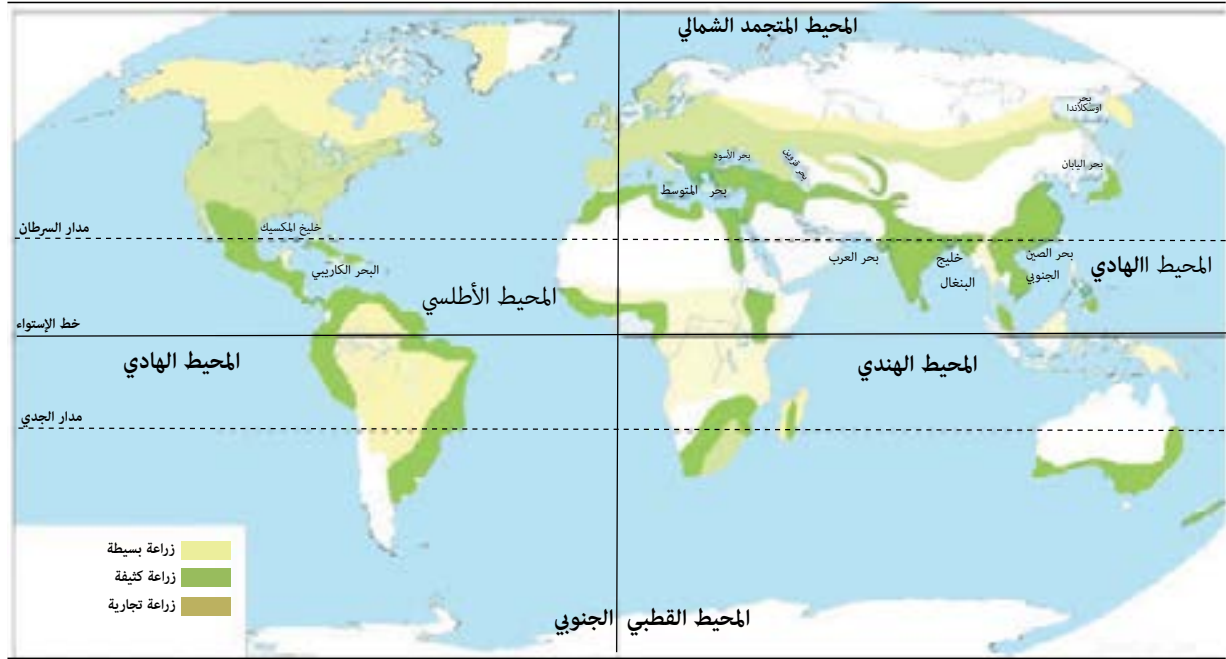 المحيط المتجمد الشمالي
بحر
اوسكلاندا
بحر اليابان
بحر الأسود
بحر قزوين
بحر المتوسط
مدار السرطان
خليج المكسيك
البحر الكاريبي
المحيط الأطلسي
بحر العرب
خليج
البنغال
بحر الصين
الجنوبي
المحيط االهادي
خط الإستواء
المحيط الهادي
المحيط الهندي
مدار الجدي
زراعة بسيطة
زراعة كثيفة
زراعة تجارية
المحيط القطبي الجنوبي